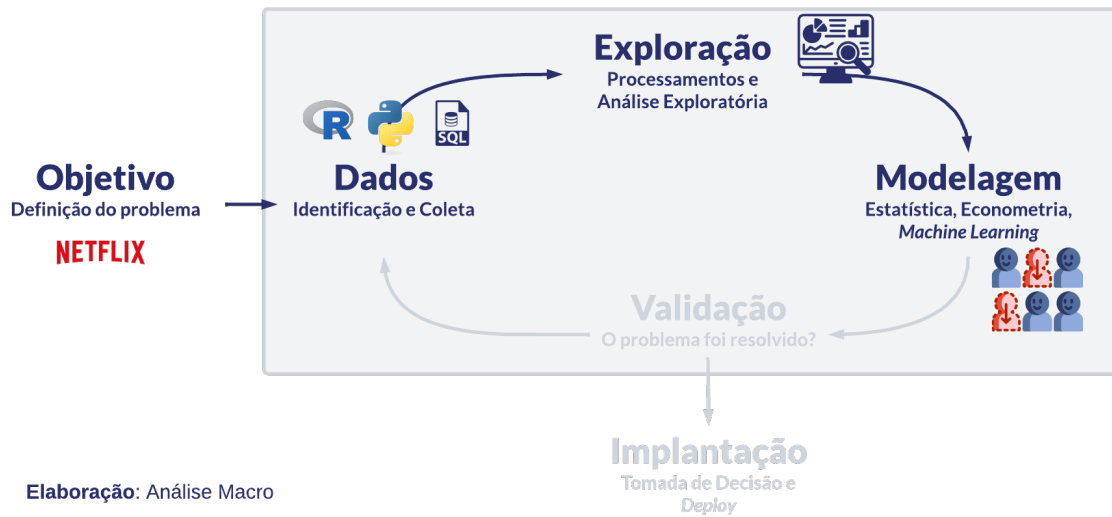 Objetivo
Definição do problema
NETFLIX
R
SQL
Dados
Identificação e Coleta
Exploração
Processamentos e
Análise Exploratória
Modelagem
Estatística, Econometria,
Machine Learning
Validação
O problema foi resolvido?
Implantação
Tomada de Decisão e
Deploy
Elaboração: Análise Macro